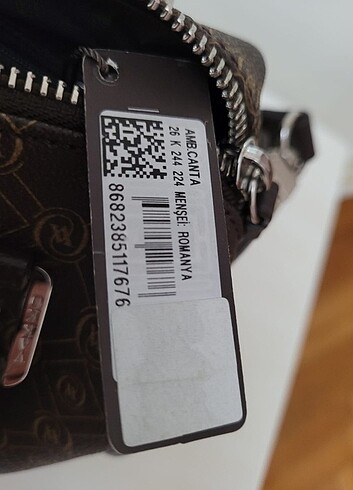 AMB.CANTA
26 K 244 224 MENŞEİ: ROMANYA
8682385117676